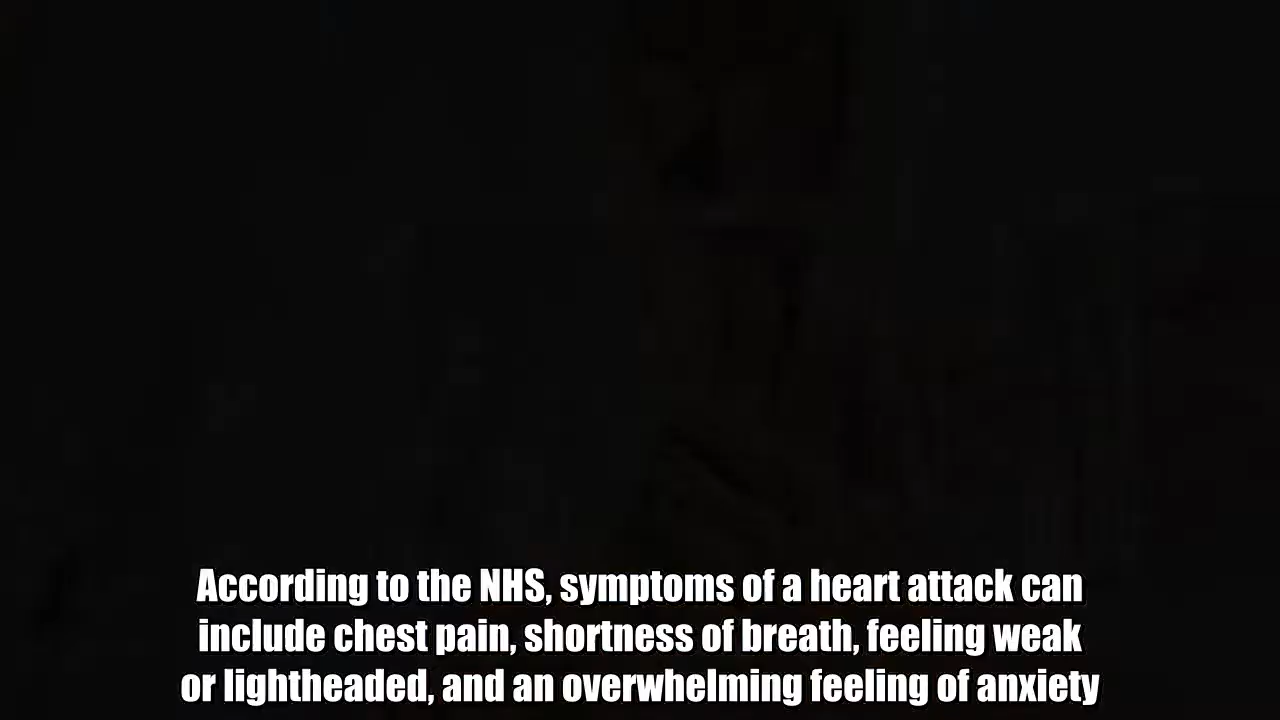 According to the NHS, symptoms of a heart attack can
include chest pain, shortness of breath, feeling weak
or lightheaded, and an overwhelming feeling of anxiety